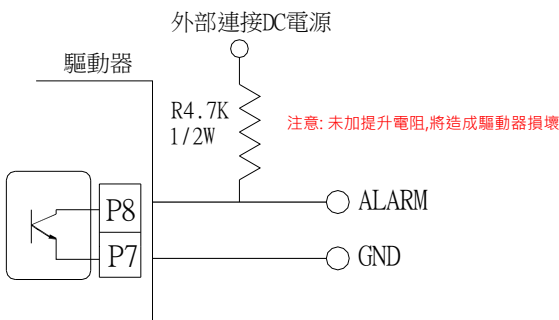 外部連接DC電源
驅動器
R4.7K
1/2W
注意: 未加提升電阻,將造成驅動器損壞
P8
ALARM
P7
GND